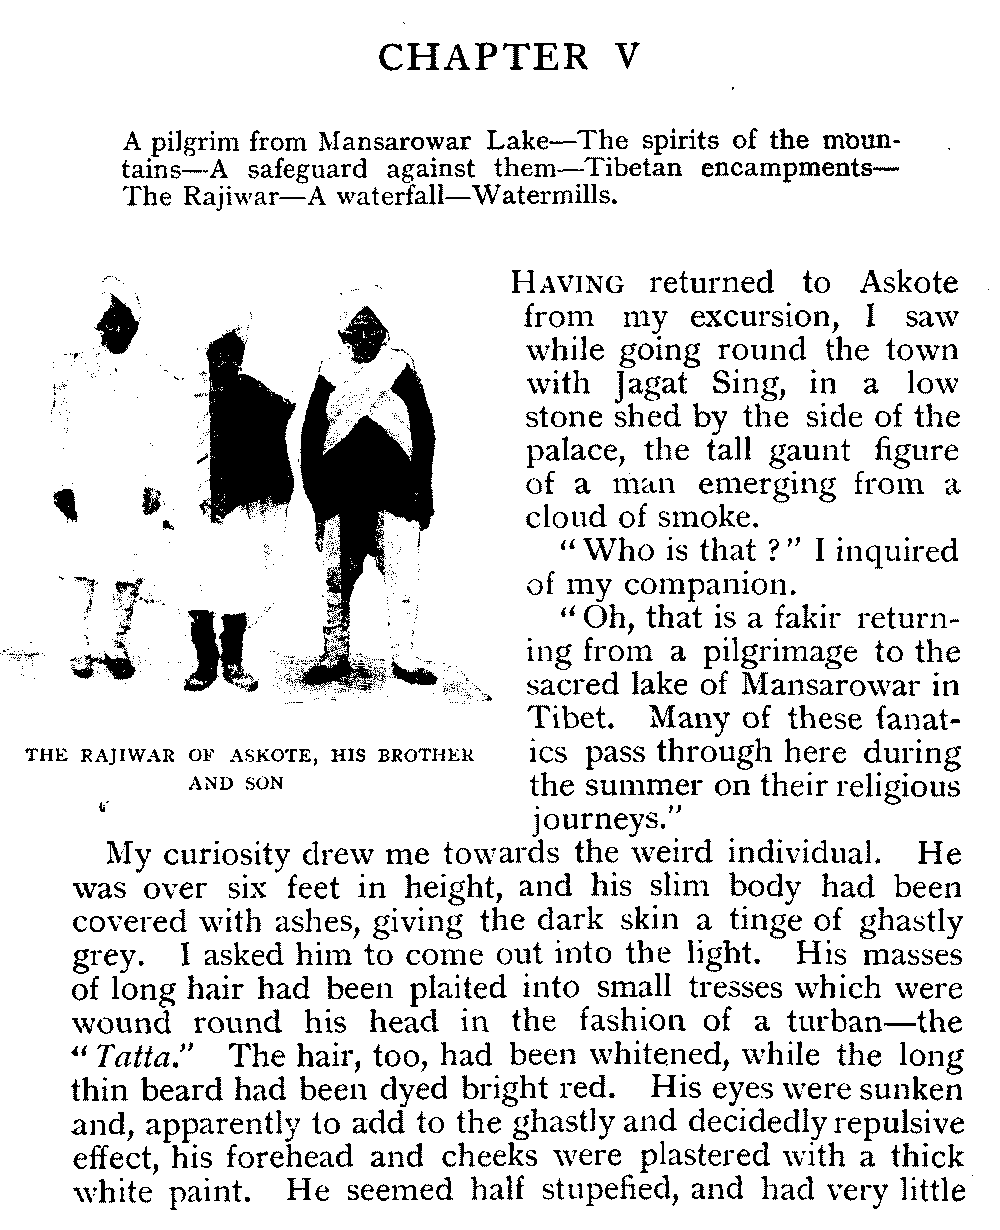 CHAPTER V
A pilgrim from Mansarowar Lake—The spirits of the moun-
tains—A safeguard against them—Tibetan encampments—
The Rajiwar—A waterfall—Watermills.
THE RAJIWAR OF ASKOTE, HIS BROTHER
AND SON
HAVING returned to Askote
from my excursion, I saw
while going round the town
with Jagat Sing, in a low
stone shed by the side of the
palace, the tall gaunt figure
of a man emerging from a
cloud of smoke.
“Who is that ?” I inquired
of my companion.
“Oh, that is a fakir return-
ing from a pilgrimage to the
sacred lake of Mansarowar in
Tibet. Many of these fanat-
ics pass through here during
the summer on their religious
journeys.”
My curiosity drew me towards the weird individual. He
was over six feet in height, and his slim body had been
covered with ashes, giving the dark skin a tinge of ghastly
grey. I asked him to come out into the light. His masses
of long hair had been plaited into small tresses which were
wound round his head in the fashion of a turban—the
“Tatta.” The hair, too, had been whitened, while the long
thin beard had been dyed bright red. His eyes were sunken
and, apparently to add to the ghastly and decidedly repulsive
effect, his forehead and cheeks were plastered with a thick
white paint. He seemed half stupefied, and had very little